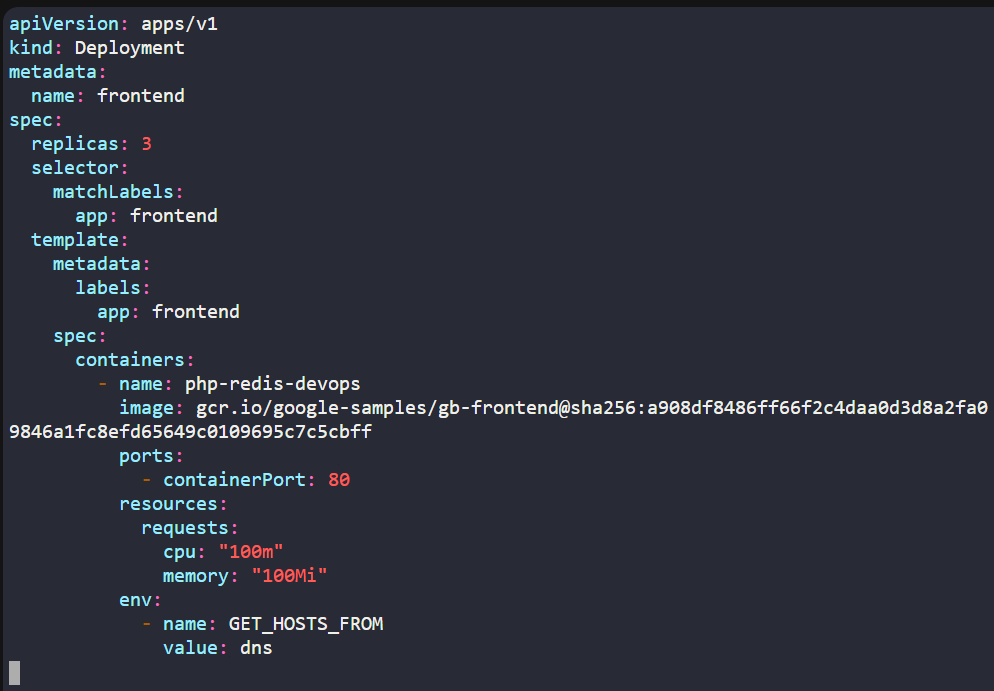 apiVersion: apps/v1
kind: Deployment
metadata:
  name: frontend
spec:
  replicas: 3
  selector:
    matchLabels:
      app: frontend
  template:
    metadata:
      labels:
        app: frontend
    spec:
      containers:
        - name: php-redis-devops
          image: gcr.io/google-samples/gb-frontend@sha256:a908df8486ff66f2c4daa0d3d8a2fa0
9846a1fc8efd65649c0109695c7c5cbff
          ports:
            - containerPort: 80
          resources:
            requests:
              cpu: "100m"
              memory: "100Mi"
          env:
            - name: GET_HOSTS_FROM
              value: dns